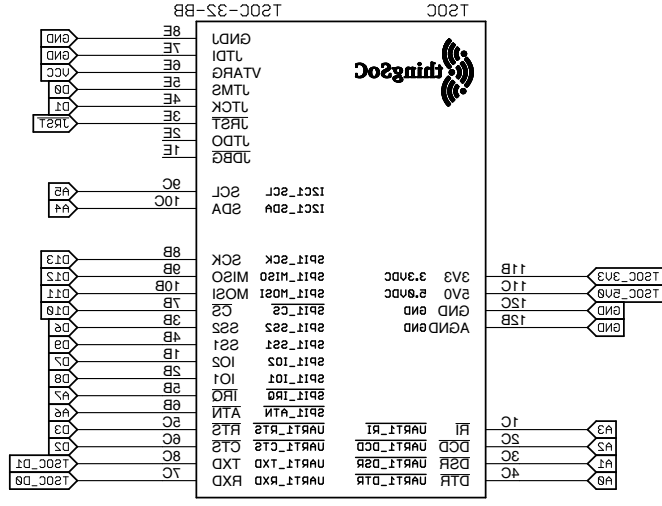 TSOC-32-BB TSOC
GND 8E GNDJ
GND 7E JTDI
VCC 6E VTARG
D0 5E JTMS
D1 4E JTCK
JRST 3E JRST
2E JTDO
1E JDBG
thingSoC
A5 9C SCL I2C1_SCL
A4 10C SDA I2C1_SDA
D13 8B SCK SPI1_SCK
D12 9B MISO SPI1_MISO 3.3VDC 3V3 11B TSOC_3V3
D11 10B MOSI SPI1_MOSI 5.0VDC 5V0 11C TSOC_5V0
D10 7B CS SPI1_CS GND GND 12C GND
D6 3B SS2 SPI1_SS2 GND AGND 12B GND
D9 4B SS1 SPI1_SS1
D7 1B IO2 SPI1_IO2
D8 2B IO1 SPI1_IO1
A7 5B IRQ SPI1_IRQ
A6 6B ATN SPI1_ATN
D3 5C RTS UART1_RTS UART1_RI RI 1C A3
D2 6C CTS UART1_CTS UART1_DCD DCD 2C A2
TSOC_D1 8C TXD UART1_TXD UART1_DSR DSR 3C A1
TSOC_D0 7C RXD UART1_RXD UART1_DTR DTR 4C A0